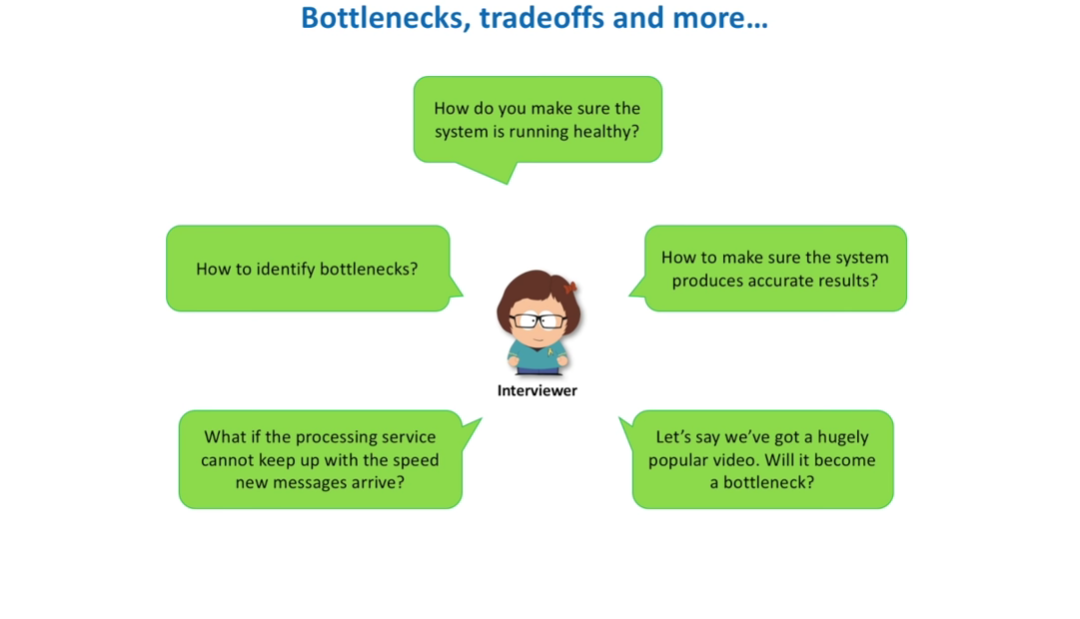 Bottlenecks, tradeoffs and more…
How do you make sure the
system is running healthy?
How to identify bottlenecks?
How to make sure the system
produces accurate results?
Interviewer
What if the processing service
cannot keep up with the speed
new messages arrive?
Let’s say we’ve got a hugely
popular video. Will it become
a bottleneck?